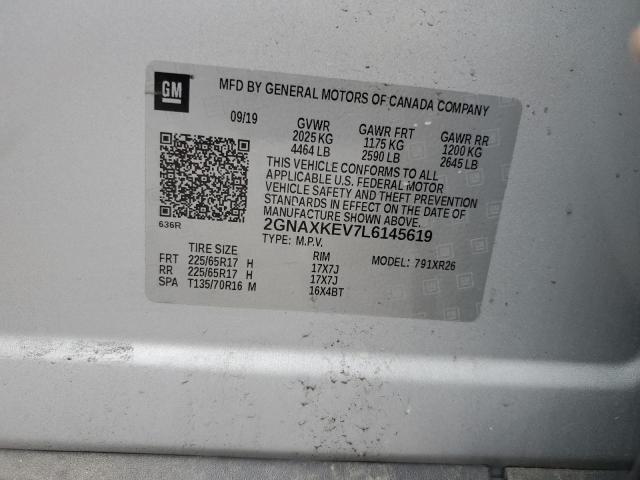 GM
MFD BY GENERAL MOTORS OF CANADA COMPANY
09/19 GVWR GAWR FRT GAWR RR
2025 KG 1175 KG 1200 KG
4464 LB 2590 LB 2645 LB
THIS VEHICLE CONFORMS TO ALL
APPLICABLE U.S. FEDERAL MOTOR
VEHICLE SAFETY AND THEFT PREVENTION
STANDARDS IN EFFECT ON THE DATE OF
MANUFACTURE SHOWN ABOVE.
636R 2GNAXKEV7L6145619
TYPE: M.P.V. 791XR26
TIRE SIZE RIM
FRT 225/65R17 H 17X7J
RR 225/65R17 H 17X7J
SPA T135/70R16 M 16X4BT